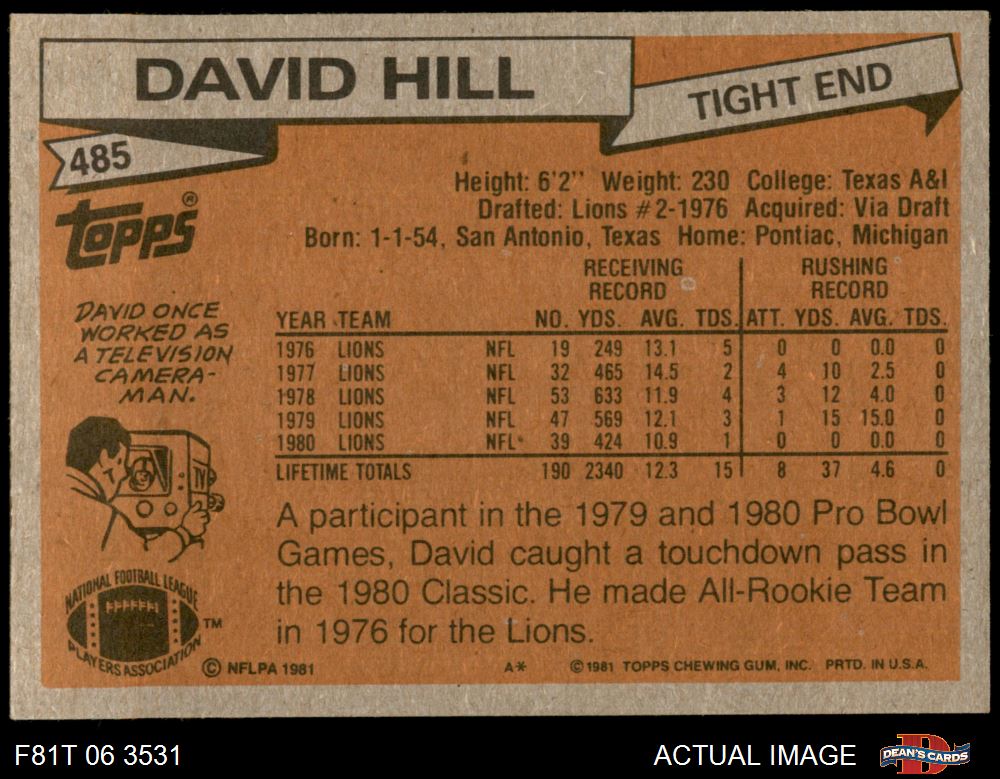 DAVID HILL
TIGHT END
485
Topps®
Height: 6'2'' Weight: 230 College: Texas A&I
Drafted: Lions #2-1976 Acquired: Via Draft
Born: 1-1-54, San Antonio, Texas Home: Pontiac, Michigan
DAVID ONCE
WORKED AS
A TELEVISION
CAMERA-
MAN.
TV
RECEIVING RUSHING
RECORD RECORD
YEAR TEAM NO. YDS. AVG. TDS. ATT. YDS. AVG. TDS.
1976 LIONS NFL 19 249 13.1 5 0 0 0.0 0
1977 LIONS NFL 32 465 14.5 2 4 10 2.5 0
1978 LIONS NFL 53 633 11.9 4 3 12 4.0 0
1979 LIONS NFL 47 569 12.1 3 1 15 15.0 0
1980 LIONS NFL 39 424 10.9 1 0 0 0.0 0
LIFETIME TOTALS 190 2340 12.3 15 8 37 4.6 0
A participant in the 1979 and 1980 Pro Bowl
Games, David caught a touchdown pass in
the 1980 Classic. He made All-Rookie Team
in 1976 for the Lions.
NATIONAL FOOTBALL LEAGUE
PLAYERS ASSOCIATION
TM
© NFLPA 1981 A* © 1981 TOPPS CHEWING GUM, INC. PRTD. IN U.S.A.
F81T 06 3531 ACTUAL IMAGE DEAN'S CARDS